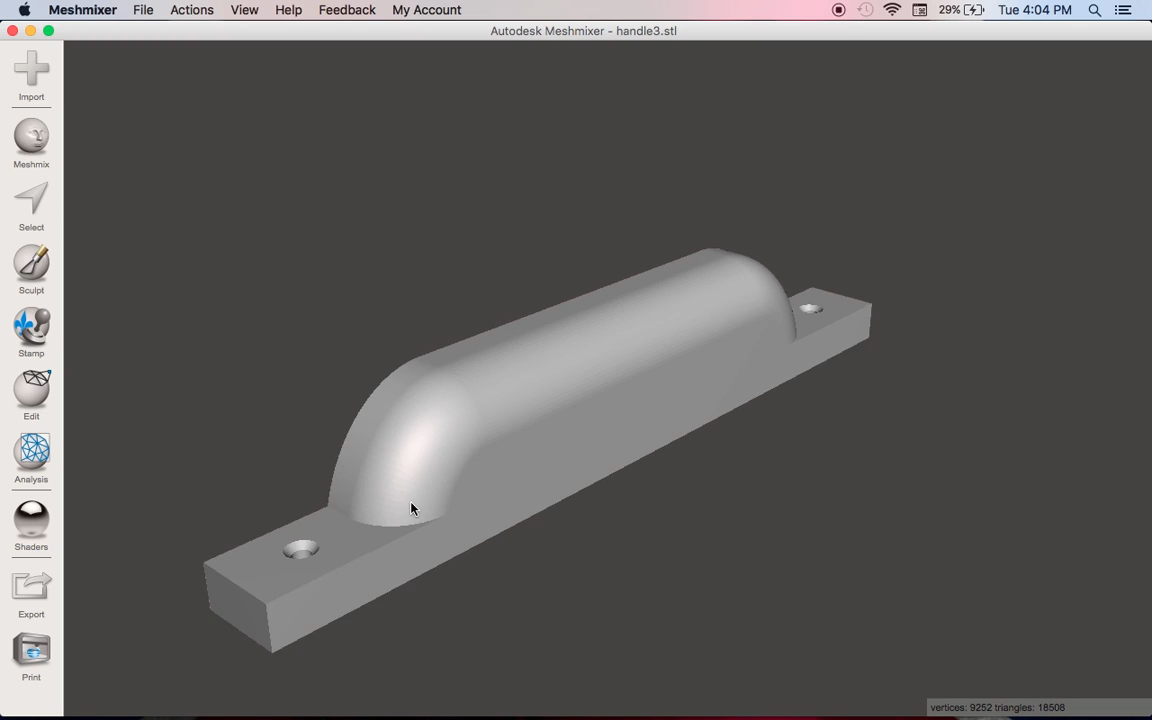 Meshmixer File Actions View Help Feedback My Account 29% Tue 4:04 PM
Autodesk Meshmixer - handle3.stl
Import
Meshmix
Select
Sculpt
Stamp
Edit
Analysis
Shaders
Export
Print
vertices: 9252 triangles: 18508